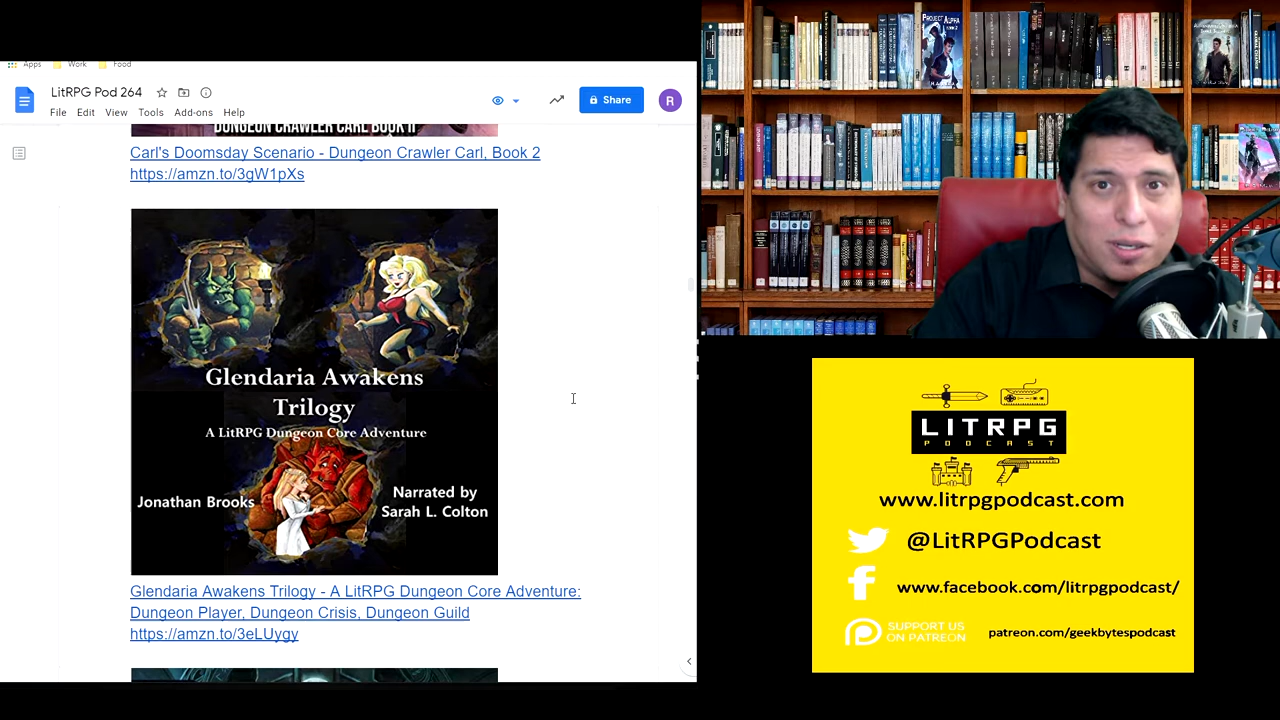 Apps
Work
Food
LitRPG Pod 264
File Edit View Tools Add-ons Help
Share
R
DUNGEON CRAWLER CARL BOOK II
Carl's Doomsday Scenario - Dungeon Crawler Carl, Book 2
https://amzn.to/3gW1pXs
Glendaria Awakens
Trilogy
A LitRPG Dungeon Core Adventure
Jonathan Brooks
Narrated by
Sarah L. Colton
Glendaria Awakens Trilogy - A LitRPG Dungeon Core Adventure:
Dungeon Player, Dungeon Crisis, Dungeon Guild
https://amzn.to/3eLUygy
PROJECT ALPHA
LITRPG
PODCAST
www.litrpgpodcast.com
@LitRPGPodcast
www.facebook.com/litrpgpodcast/
SUPPORT US
ON PATREON
patreon.com/geekbytespodcast